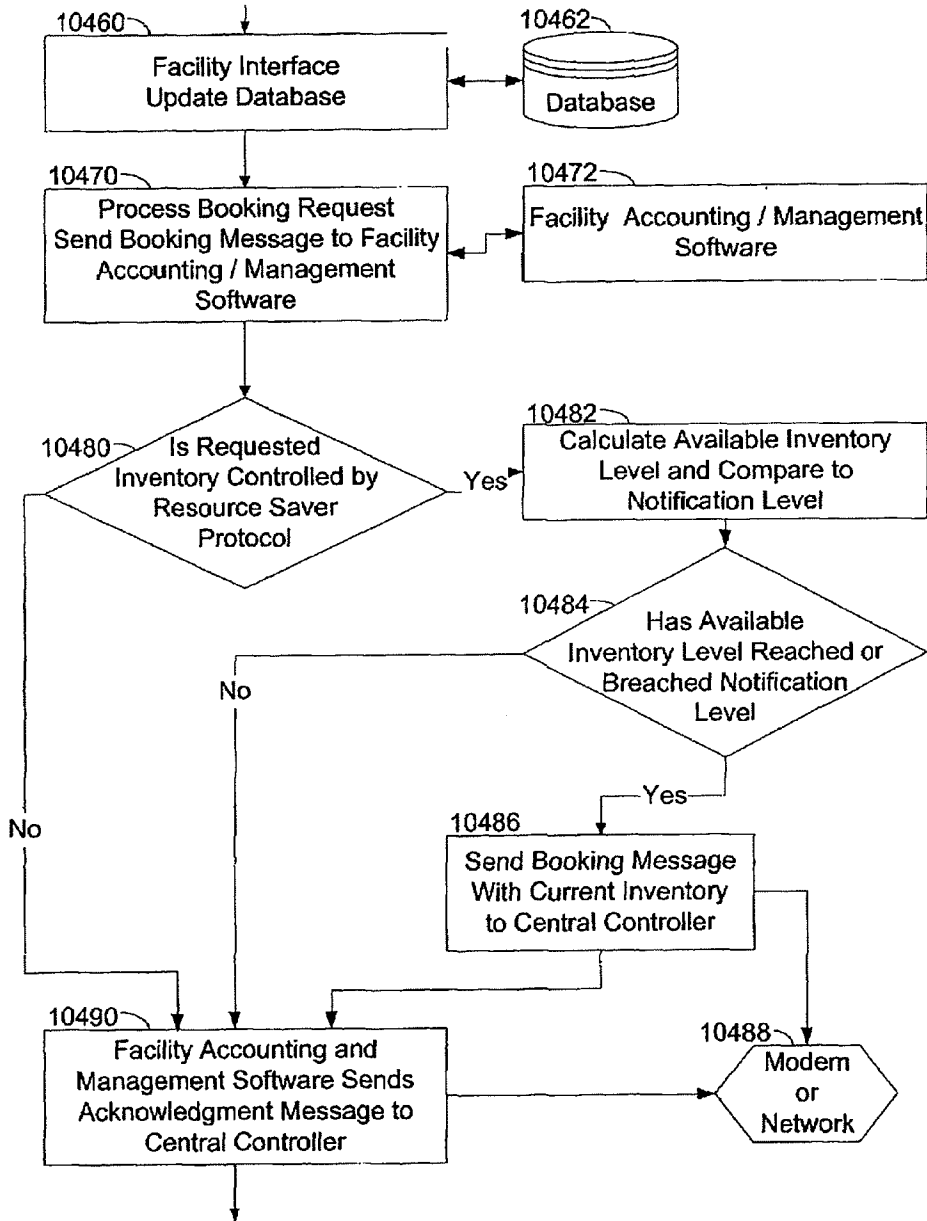 10460
Facility Interface
Update Database
10462
Database
10470
Process Booking Request
Send Booking Message to Facility
Accounting / Management
Software
10472
Facility Accounting / Management
Software
10480
Is Requested
Inventory Controlled by
Resource Saver
Protocol
Yes
10482
Calculate Available Inventory
Level and Compare to
Notification Level
10484
Has Available
Inventory Level Reached or
Breached Notification
Level
No
Yes
No
10486
Send Booking Message
With Current Inventory
to Central Controller
10490
Facility Accounting and
Management Software Sends
Acknowledgment Message to
Central Controller
10488
Modem
or
Network